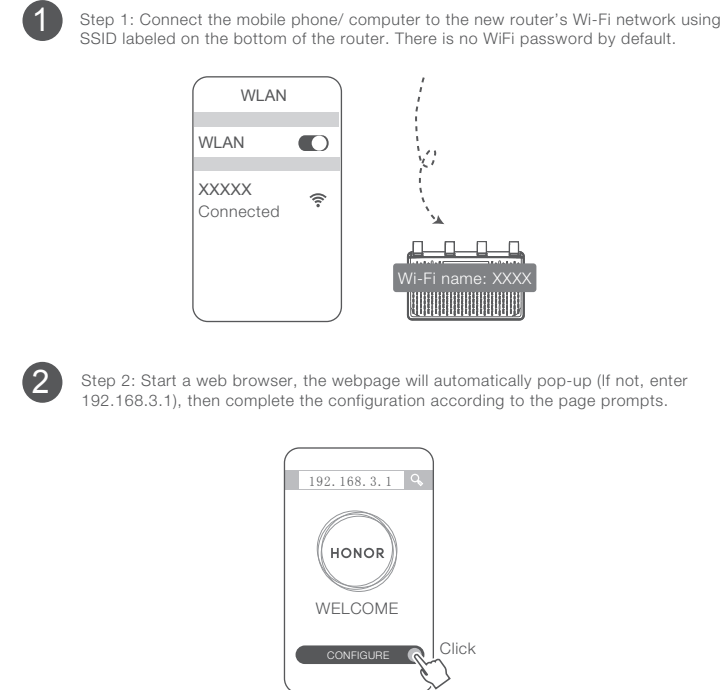 1
Step 1: Connect the mobile phone/ computer to the new router's Wi-Fi network using
SSID labeled on the bottom of the router. There is no WiFi password by default.
WLAN
WLAN
XXXXX
Connected
Wi-Fi name: XXXX
2
Step 2: Start a web browser, the webpage will automatically pop-up (If not, enter
192.168.3.1), then complete the configuration according to the page prompts.
192.168.3.1
HONOR
WELCOME
CONFIGURE
Click